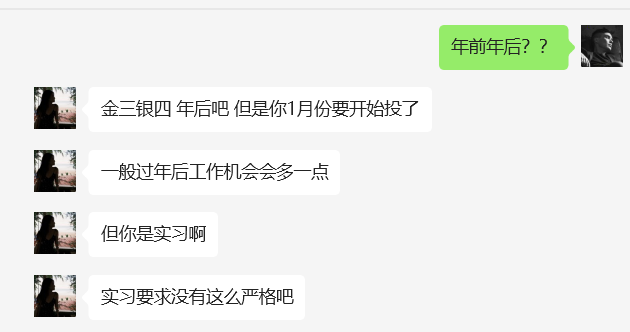 年前年后？？
金三银四 年后吧 但是你1月份要开始投了
一般过年后工作机会会多一点
但你是实习啊
实习要求没有这么严格吧